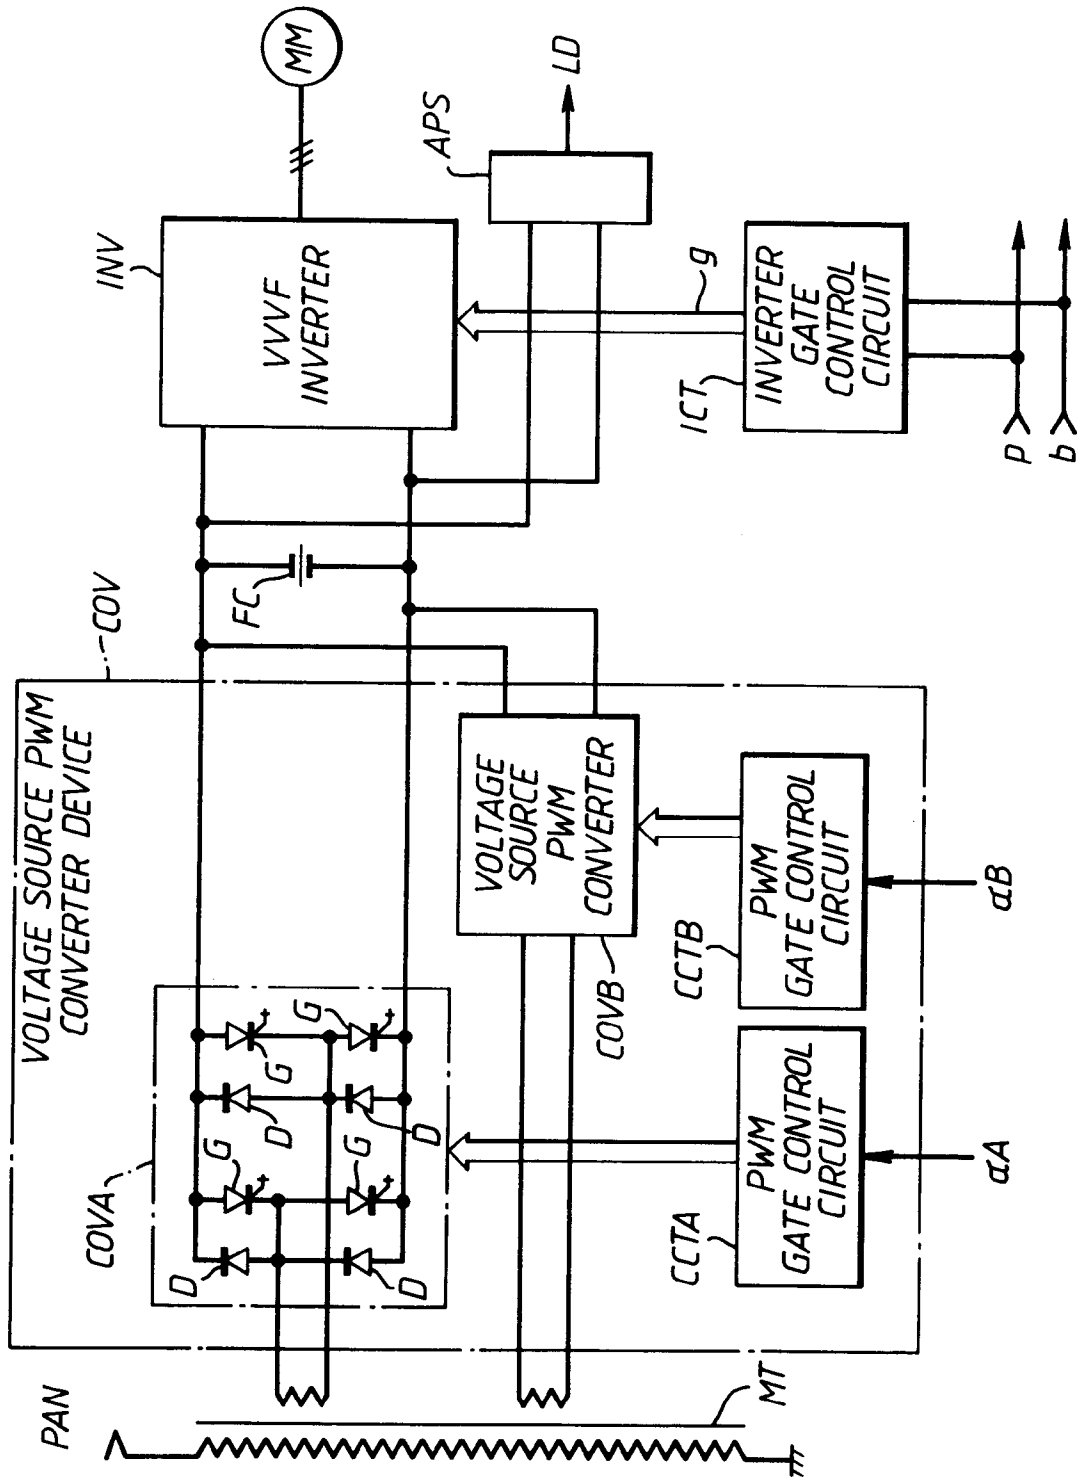 PAN
VOLTAGE SOURCE PWM
CONVERTER DEVICE
COV
COVA
D
G
D
G
D
G
D
G
FC
INV
VVVF
INVERTER
MM
APS
LD
VOLTAGE
SOURCE
PWM
CONVERTER
COVB
MT
CCTA
PWM
GATE CONTROL
CIRCUIT
CCTB
PWM
GATE CONTROL
CIRCUIT
αA
αB
ICT
INVERTER
GATE
CONTROL
CIRCUIT
g
p
b